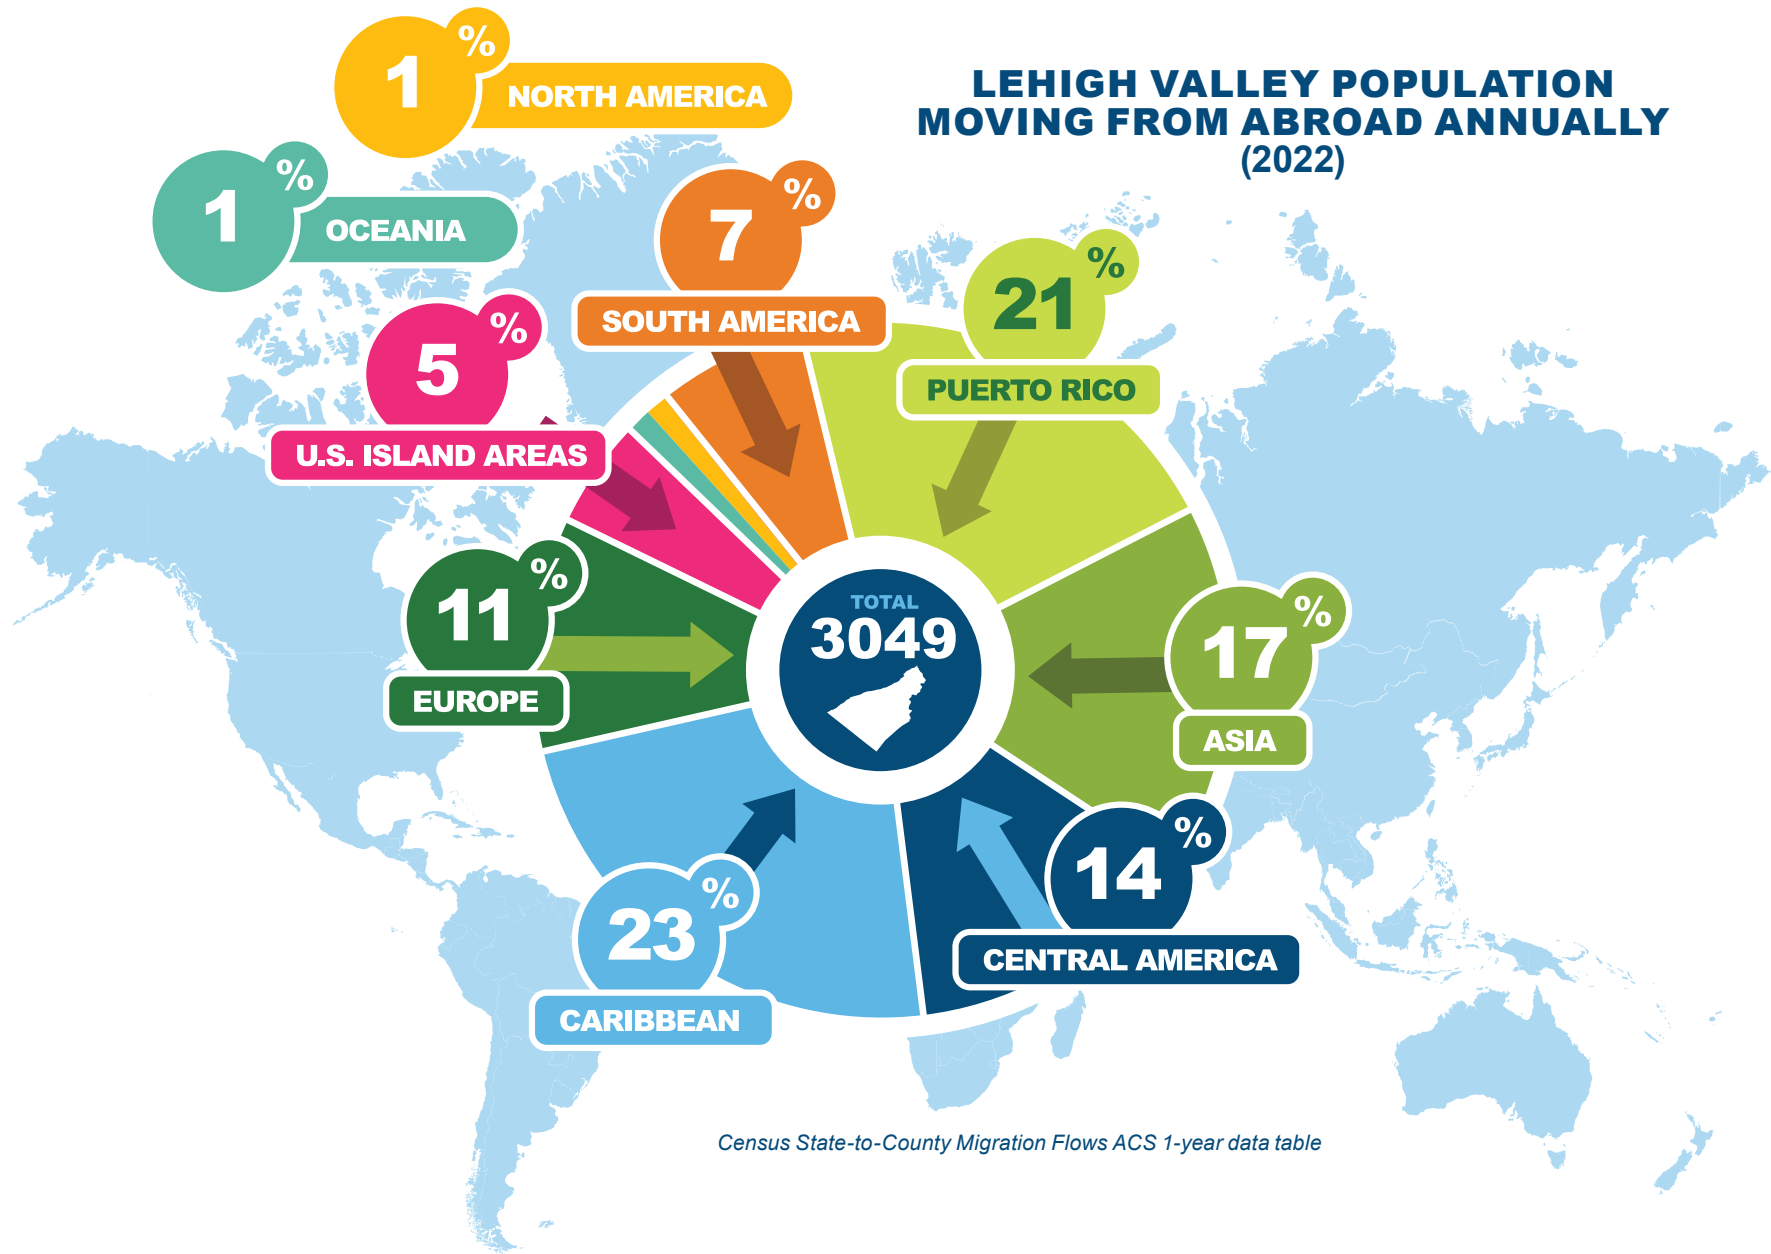 LEHIGH VALLEY POPULATION
MOVING FROM ABROAD ANNUALLY
(2022)
1%
NORTH AMERICA
1%
OCEANIA
7%
SOUTH AMERICA
21%
PUERTO RICO
5%
U.S. ISLAND AREAS
11%
EUROPE
TOTAL
3049
17%
ASIA
14%
CENTRAL AMERICA
23%
CARIBBEAN
Census State-to-County Migration Flows ACS 1-year data table